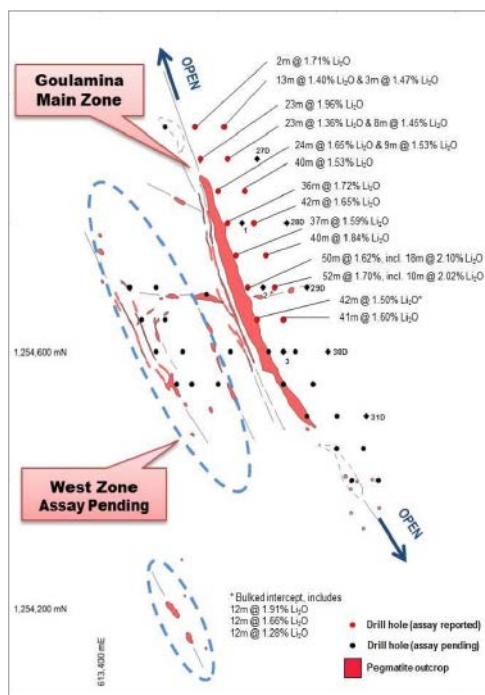 OPEN
Goulamina
Main Zone
2m @ 1.71% Li₂O
13m @ 1.40% Li₂O & 3m @ 1.47% Li₂O
23m @ 1.96% Li₂O
23m @ 1.36% Li₂O & 8m @ 1.45% Li₂O
24m @ 1.65% Li₂O & 9m @ 1.53% Li₂O
27D
40m @ 1.53% Li₂O
36m @ 1.72% Li₂O
42m @ 1.65% Li₂O
1
28D
37m @ 1.59% Li₂O
40m @ 1.84% Li₂O
50m @ 1.62%, incl. 18m @ 2.10% Li₂O
52m @ 1.70%, incl. 10m @ 2.02% Li₂O
2
29D
42m @ 1.50% Li₂O*
41m @ 1.60% Li₂O
1,254,600 mN
3
30D
31D
West Zone
Assay Pending
OPEN
* Bulked intercept, includes
12m @ 1.91% Li₂O
12m @ 1.66% Li₂O
12m @ 1.28% Li₂O
1,254,200 mN
613,400 mE
Drill hole (assay reported)
Drill hole (assay pending)
Pegmatite outcrop